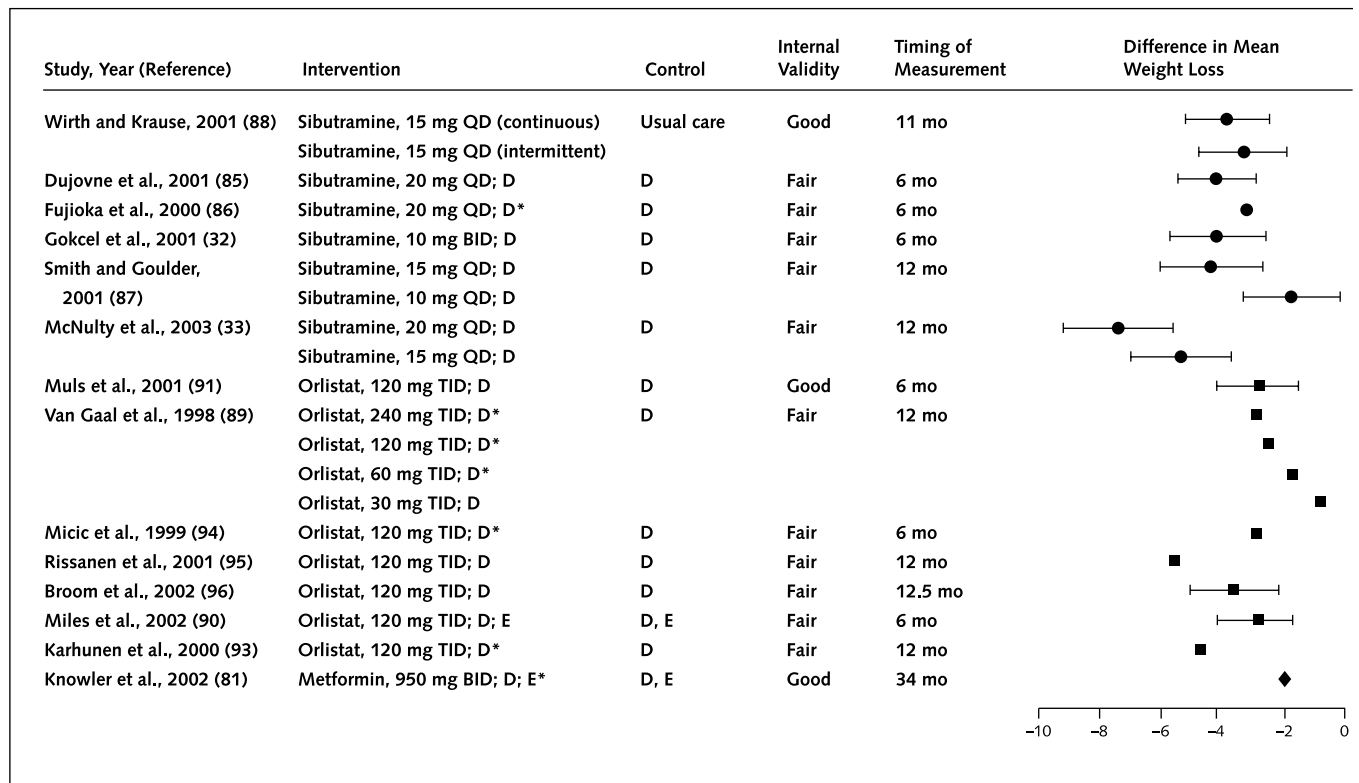 Internal Timing of Difference in Mean
Study, Year (Reference) Intervention Control Validity Measurement Weight Loss
Wirth and Krause, 2001 (88) Sibutramine, 15 mg QD (continuous) Usual care Good 11 mo
Sibutramine, 15 mg QD (intermittent)
Dujovne et al., 2001 (85) Sibutramine, 20 mg QD; D D Fair 6 mo
Fujioka et al., 2000 (86) Sibutramine, 20 mg QD; D* D Fair 6 mo
Gokcel et al., 2001 (32) Sibutramine, 10 mg BID; D D Fair 6 mo
Smith and Goulder, Sibutramine, 15 mg QD; D D Fair 12 mo
2001 (87) Sibutramine, 10 mg QD; D
McNulty et al., 2003 (33) Sibutramine, 20 mg QD; D D Fair 12 mo
Sibutramine, 15 mg QD; D
Muls et al., 2001 (91) Orlistat, 120 mg TID; D D Good 6 mo
Van Gaal et al., 1998 (89) Orlistat, 240 mg TID; D* D Fair 12 mo
Orlistat, 120 mg TID; D*
Orlistat, 60 mg TID; D*
Orlistat, 30 mg TID; D
Micic et al., 1999 (94) Orlistat, 120 mg TID; D* D Fair 6 mo
Rissanen et al., 2001 (95) Orlistat, 120 mg TID; D D Fair 12 mo
Broom et al., 2002 (96) Orlistat, 120 mg TID; D D Fair 12.5 mo
Miles et al., 2002 (90) Orlistat, 120 mg TID; D; E D, E Fair 6 mo
Karhunen et al., 2000 (93) Orlistat, 120 mg TID; D* D Fair 12 mo
Knowler et al., 2002 (81) Metformin, 950 mg BID; D; E* D, E Good 34 mo
–10 –8 –6 –4 –2 0